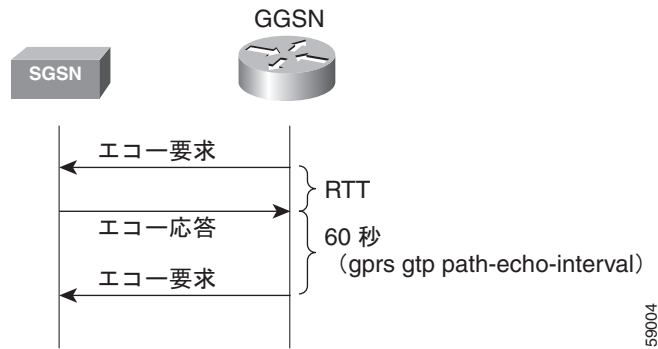 GGSN
SGSN
エコー要求
RTT
エコー応答
60 秒
（gprs gtp path-echo-interval）
エコー要求
59004